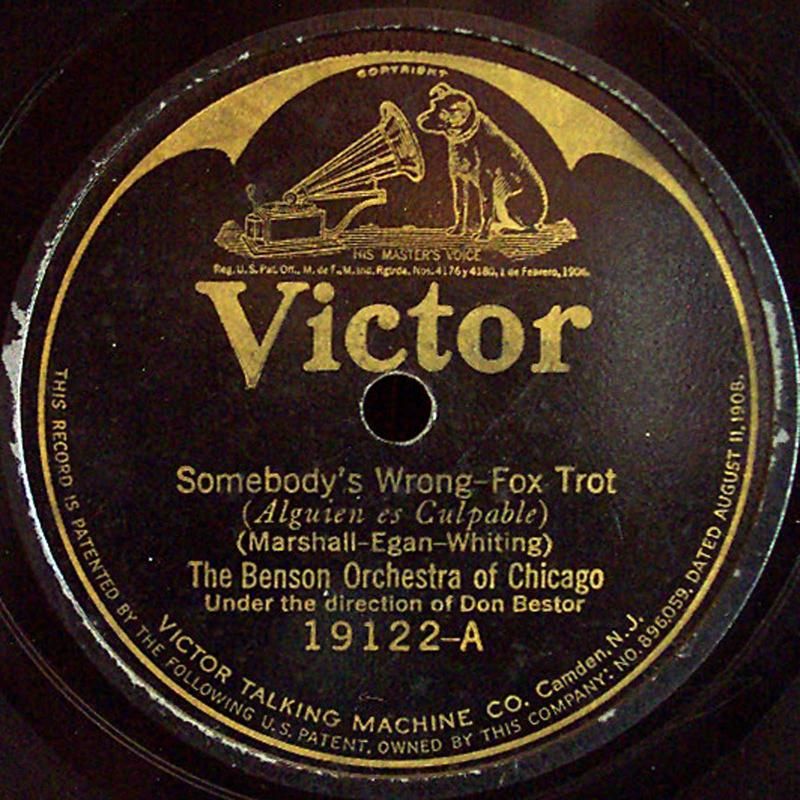 COPYRIGHT
HIS MASTER'S VOICE
Reg. U.S. Pat. Off., M. de F., M. Ind. Rgtrda. Nos. 4176 y 4180, 1 de Febrero, 1906.
Victor
Somebody's Wrong–Fox Trot
(Alguien es Culpable)
(Marshall–Egan–Whiting)
The Benson Orchestra of Chicago
Under the direction of Don Bestor
19122–A
VICTOR TALKING MACHINE CO. Camden, N.J.
THIS RECORD IS PATENTED BY THE FOLLOWING U.S. PATENT, OWNED BY THIS COMPANY: NO. 896,059, DATED AUGUST 11, 1908.